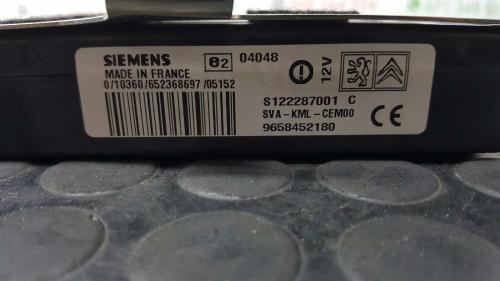 SIEMENS e2 04048
MADE IN FRANCE 12V
0/10360/652368697/05152
S122287001 C
SVA-KML-CEM00 CE
9658452180